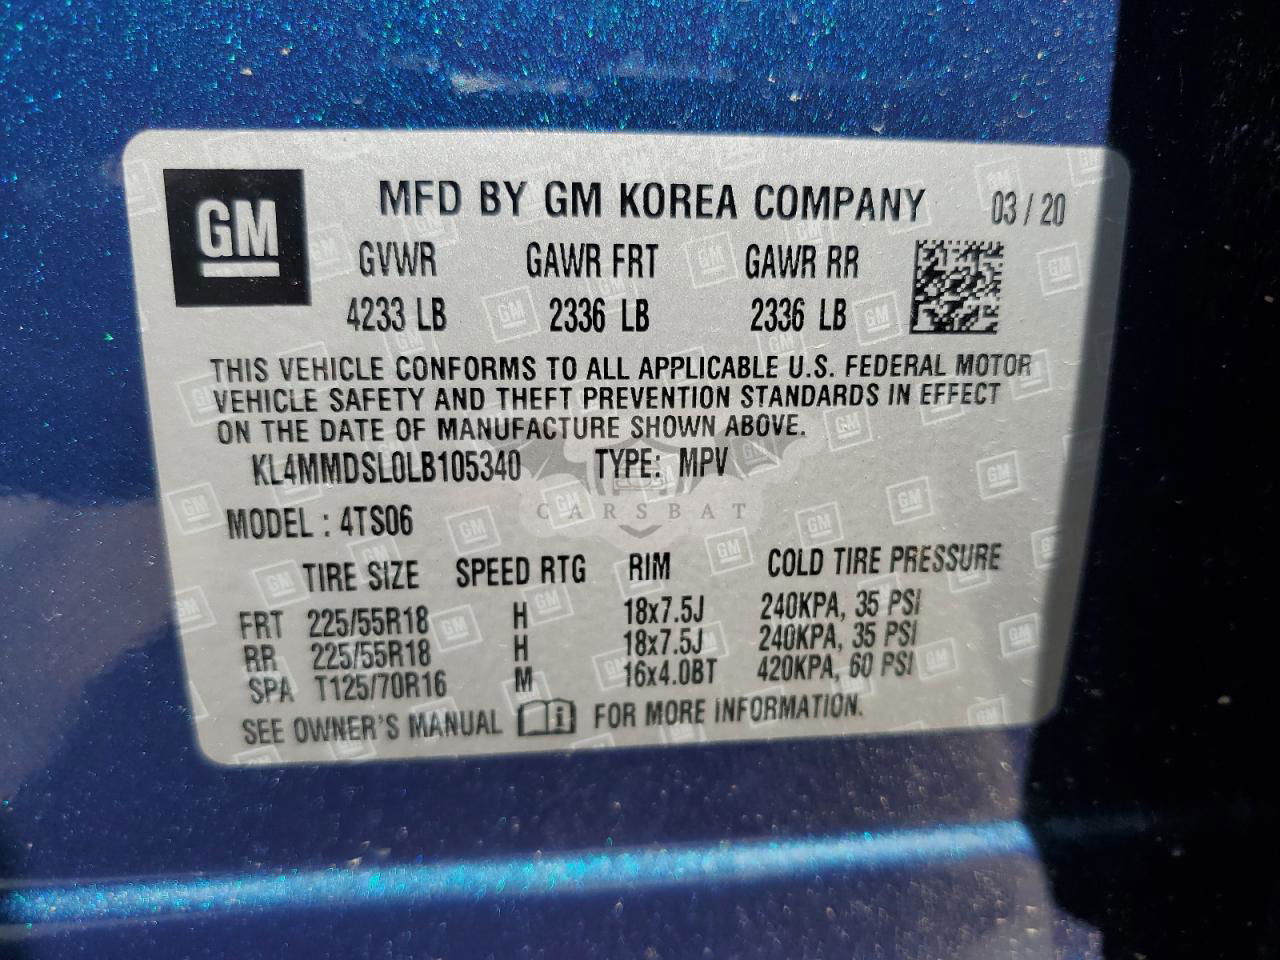 GM
MFD BY GM KOREA COMPANY 03 / 20
GVWR GAWR FRT GAWR RR
4233 LB 2336 LB 2336 LB
THIS VEHICLE CONFORMS TO ALL APPLICABLE U.S. FEDERAL MOTOR
VEHICLE SAFETY AND THEFT PREVENTION STANDARDS IN EFFECT
ON THE DATE OF MANUFACTURE SHOWN ABOVE.
KL4MMDSL0LB105340 TYPE: MPV
CARSBAT
MODEL : 4TS06
TIRE SIZE SPEED RTG RIM COLD TIRE PRESSURE
FRT 225/55R18 H 18x7.5J 240KPA, 35 PSI
RR 225/55R18 H 18x7.5J 240KPA, 35 PSI
SPA T125/70R16 M 16x4.0BT 420KPA, 60 PSI
SEE OWNER'S MANUAL FOR MORE INFORMATION.